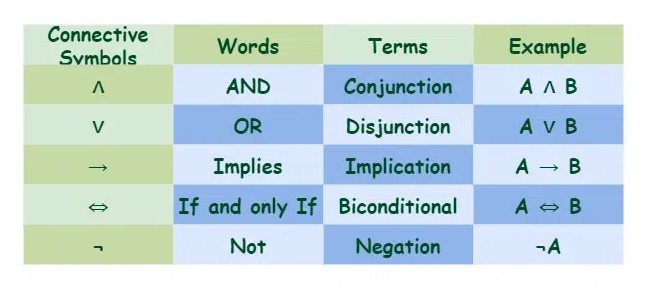 Connective Symbols Words Terms Example
∧ AND Conjunction A ∧ B
∨ OR Disjunction A ∨ B
→ Implies Implication A → B
⇔ If and only If Biconditional A ⇔ B
¬ Not Negation ¬A